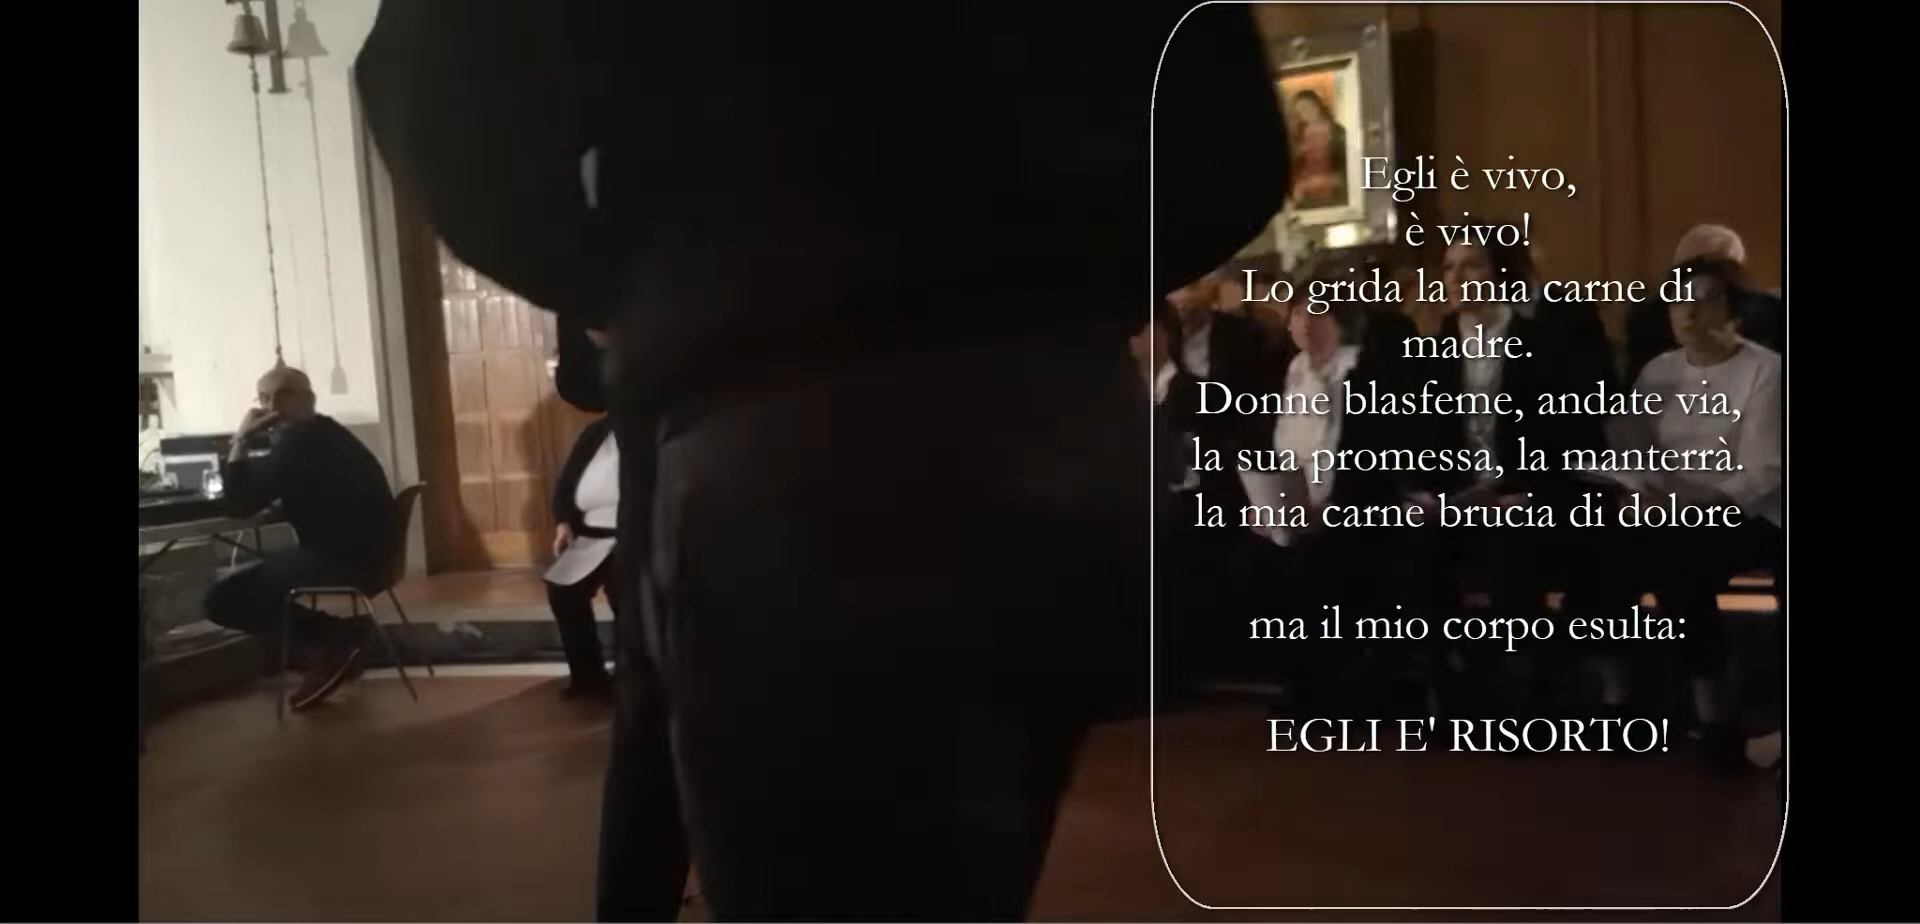 Egli è vivo,
è vivo!
Lo grida la mia carne di
madre.
Donne blasfeme, andate via,
la sua promessa, la manterrà.
la mia carne brucia di dolore
ma il mio corpo esulta:
EGLI E' RISORTO!